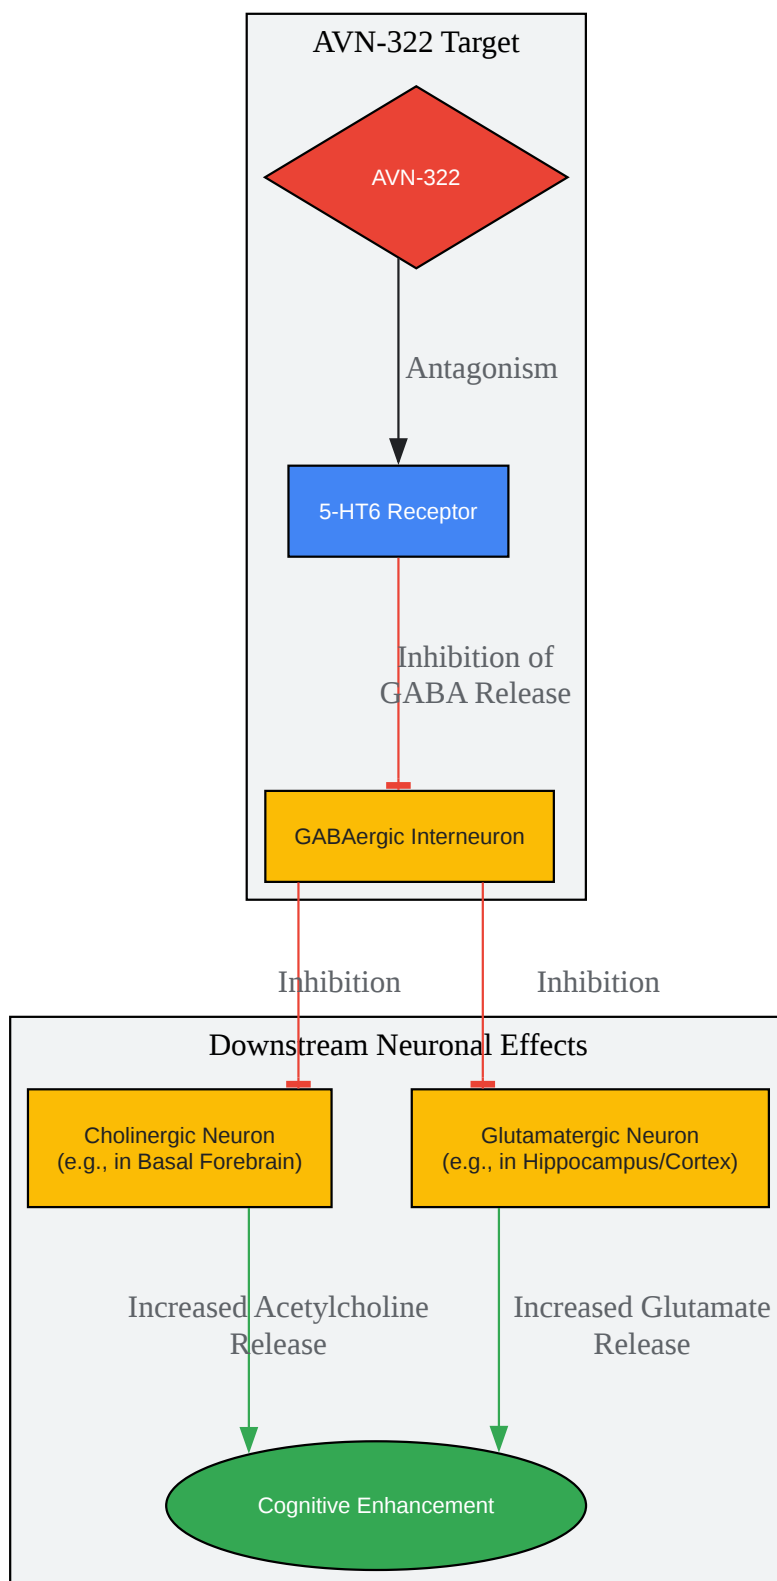 AVN-322 Target
AVN-322
Antagonism
5-HT6 Receptor
Inhibition of
GABA Release
GABAergic Interneuron
Inhibition
Inhibition
Downstream Neuronal Effects
Cholinergic Neuron
(e.g., in Basal Forebrain)
Glutamatergic Neuron
(e.g., in Hippocampus/Cortex)
Increased Acetylcholine
Release
Increased Glutamate
Release
Cognitive Enhancement